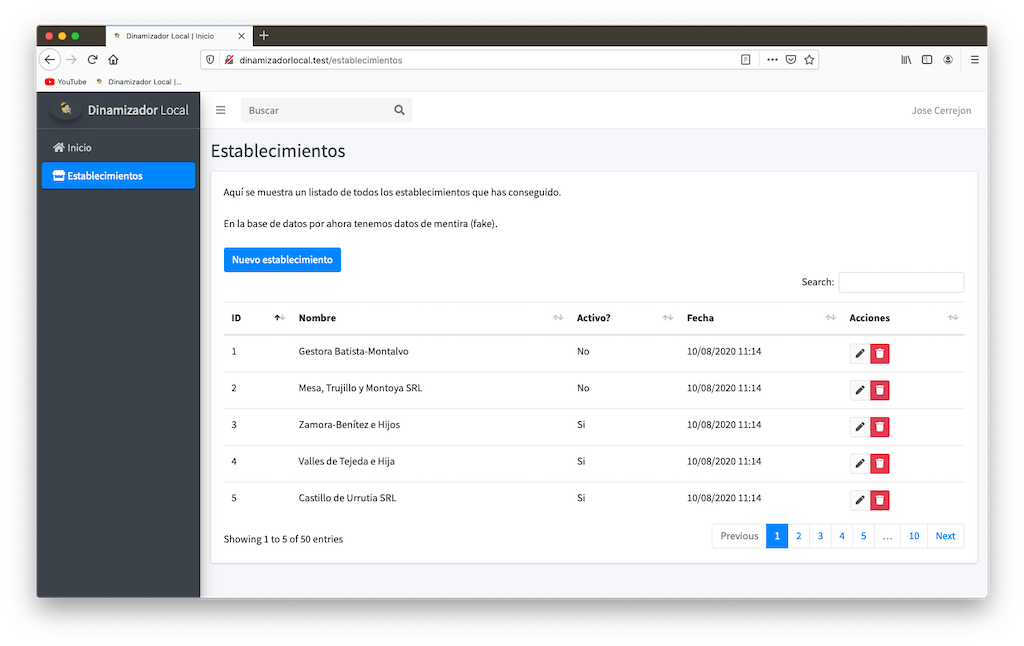 Dinamizador Local | Inicio
dinamizadorlocal.test/establecimientos
YouTube Dinamizador Local |...
Dinamizador Local
Buscar
Jose Cerrejon
Inicio
Establecimientos
Establecimientos
Aquí se muestra un listado de todos los establecimientos que has conseguido.
En la base de datos por ahora tenemos datos de mentira (fake).
Nuevo establecimiento
Search:
ID Nombre Activo? Fecha Acciones
1 Gestora Batista-Montalvo No 10/08/2020 11:14
2 Mesa, Trujillo y Montoya SRL No 10/08/2020 11:14
3 Zamora-Benítez e Hijos Si 10/08/2020 11:14
4 Valles de Tejeda e Hija Si 10/08/2020 11:14
5 Castillo de Urrutia SRL Si 10/08/2020 11:14
Showing 1 to 5 of 50 entries
Previous 1 2 3 4 5 … 10 Next